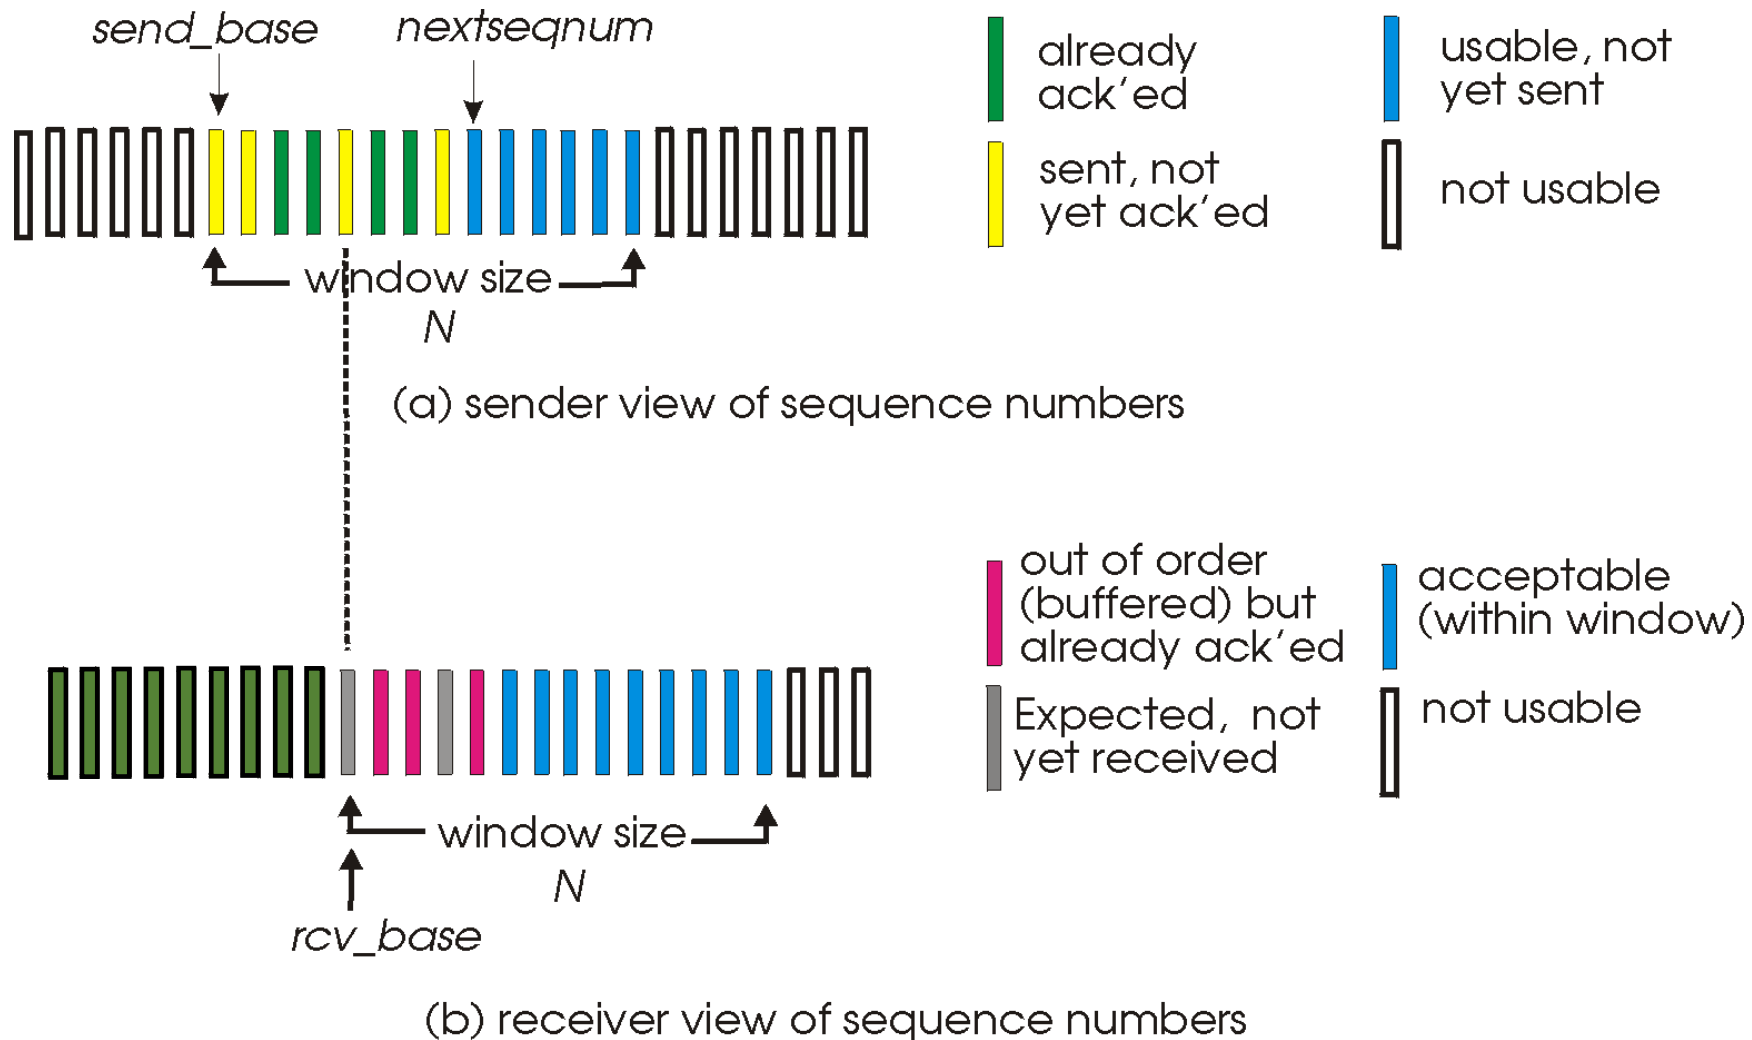 send_base
nextseqnum
already
ack'ed
usable, not
yet sent
sent, not
yet ack'ed
not usable
window size
N
(a) sender view of sequence numbers
out of order
(buffered) but
already ack'ed
acceptable
(within window)
Expected, not
yet received
not usable
window size
N
rcv_base
(b) receiver view of sequence numbers